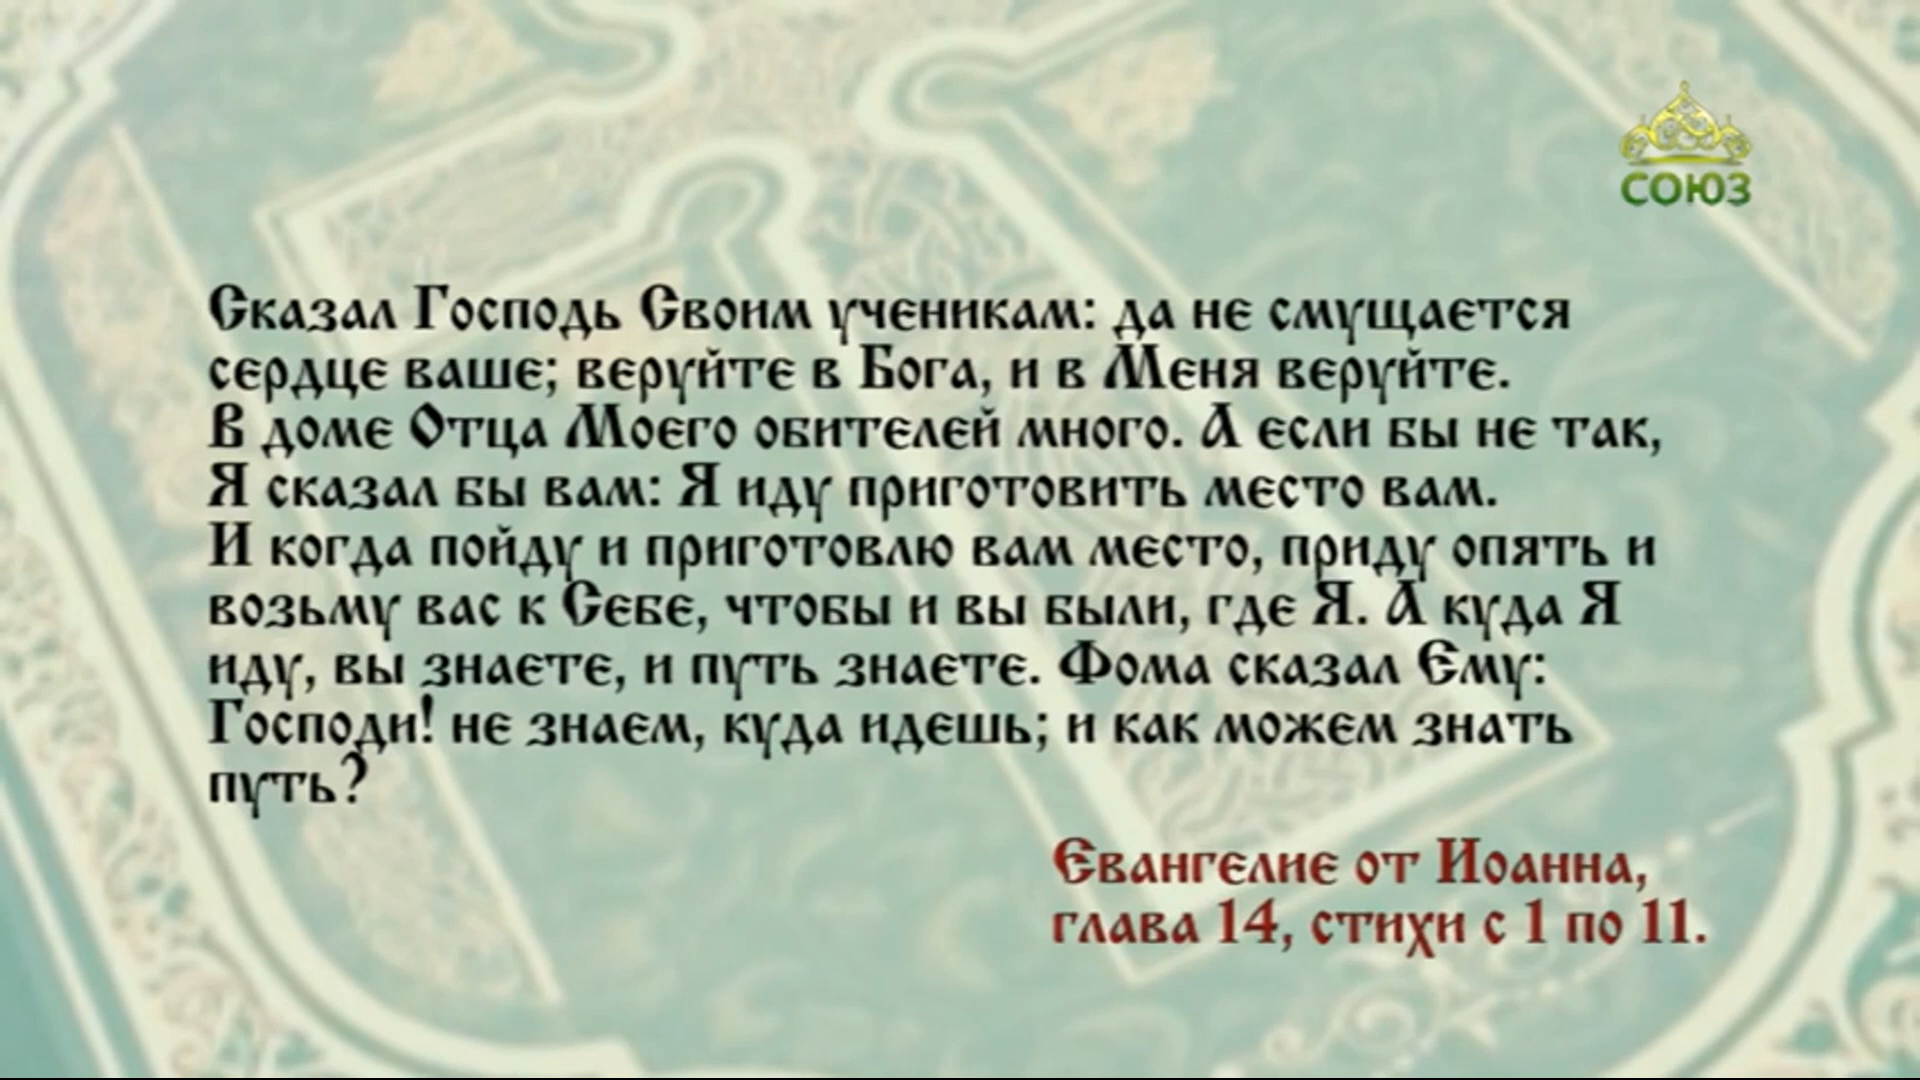 СОЮЗ
Сказал Господь Своим ученикам: да не смущается
сердце ваше; веруйте в Бога, и в Меня веруйте.
В доме Отца Моего обителей много. А если бы не так,
Я сказал бы вам: Я иду приготовить место вам.
И когда пойду и приготовлю вам место, приду опять и
возьму вас к Себе, чтобы и вы были, где Я. А куда Я
иду, вы знаете, и путь знаете. Фома сказал Ему:
Господи! не знаем, куда идешь; и как можем знать
путь?
Евангелие от Иоанна,
глава 14, стихи с 1 по 11.